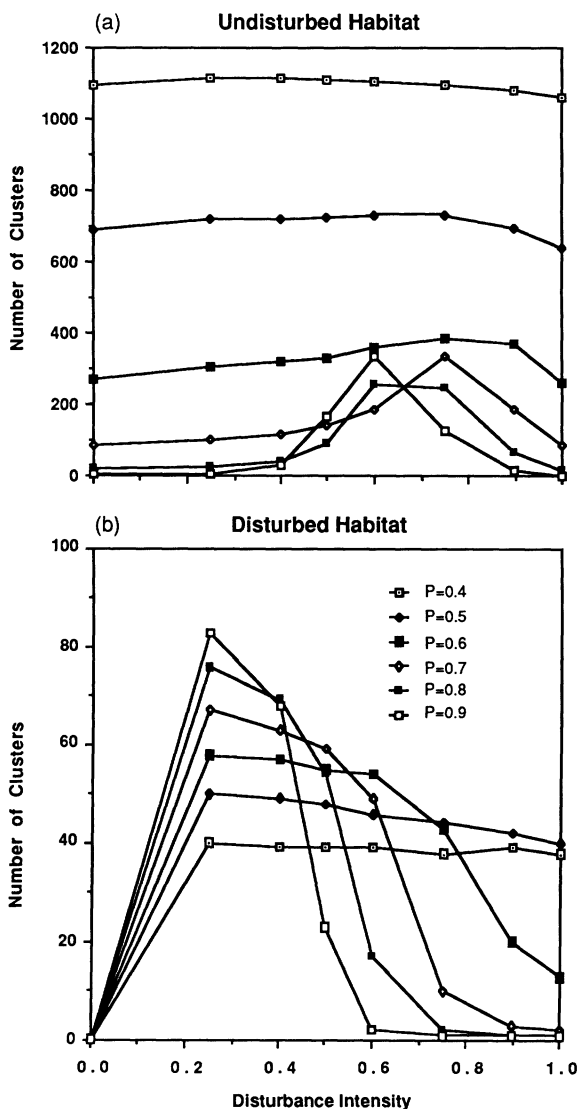 (a) Undisturbed Habitat
1200
1000
800
600
400
200
0
Number of Clusters
(b) Disturbed Habitat
100
80
60
40
20
0
Number of Clusters
P=0.4
P=0.5
P=0.6
P=0.7
P=0.8
P=0.9
0.0 0.2 0.4 0.6 0.8 1.0
Disturbance Intensity